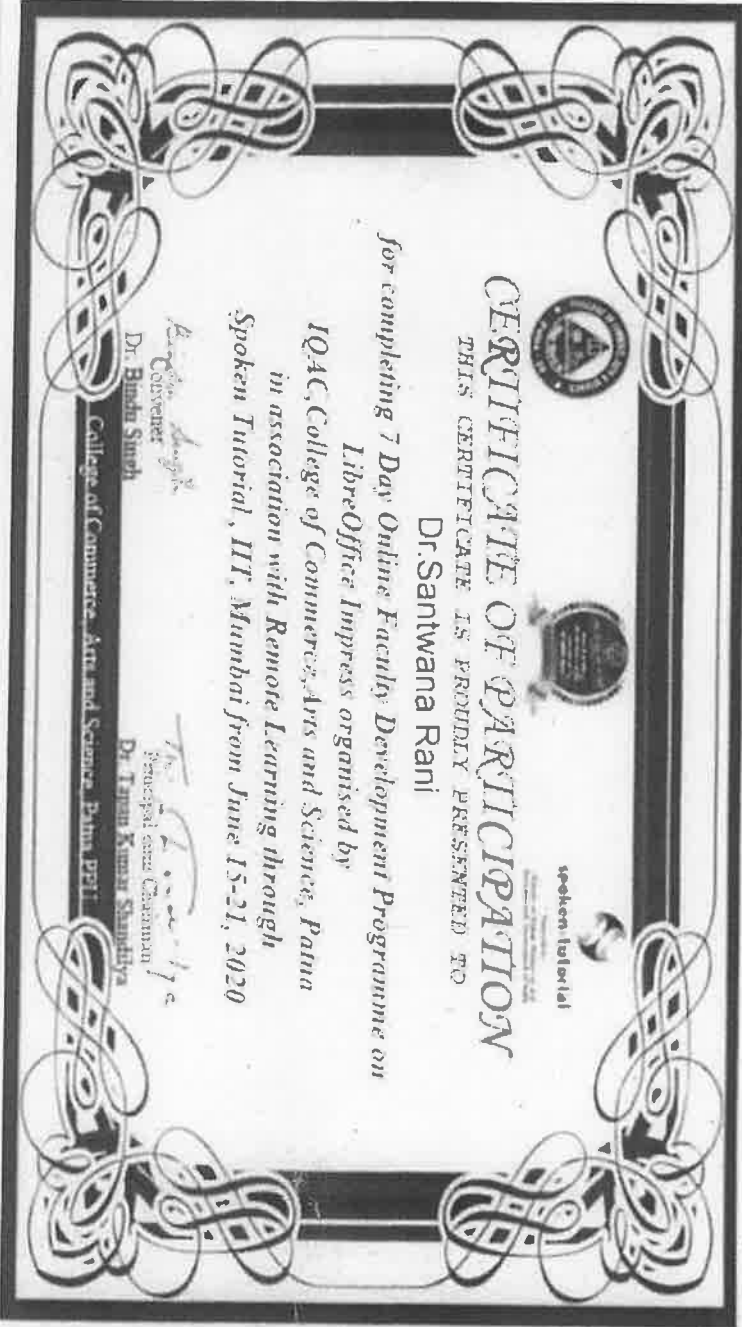 spoken-tutorial
CERTIFICATE OF PARTICIPATION
THIS CERTIFICATE IS PROUDLY PRESENTED TO
Dr.Santwana Rani
for completing 7 Day Online Faculty Development Programme on
LibreOffice Impress organised by
IQAC,College of Commerce,Arts and Science, Patna
in association with Remote Learning through
Spoken Tutorial , IIT, Mumbai from June 15-21, 2020
Convener
Dr. Bindu Singh
Principal cum Chairman
Dr Tapan Kumar Shandilya
College of Commerce, Arts and Science, Patna PPU